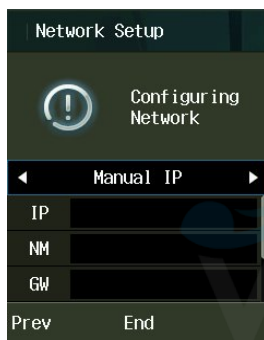 Network Setup
Configuring
Network
Manual IP
IP
NM
GW
Prev End